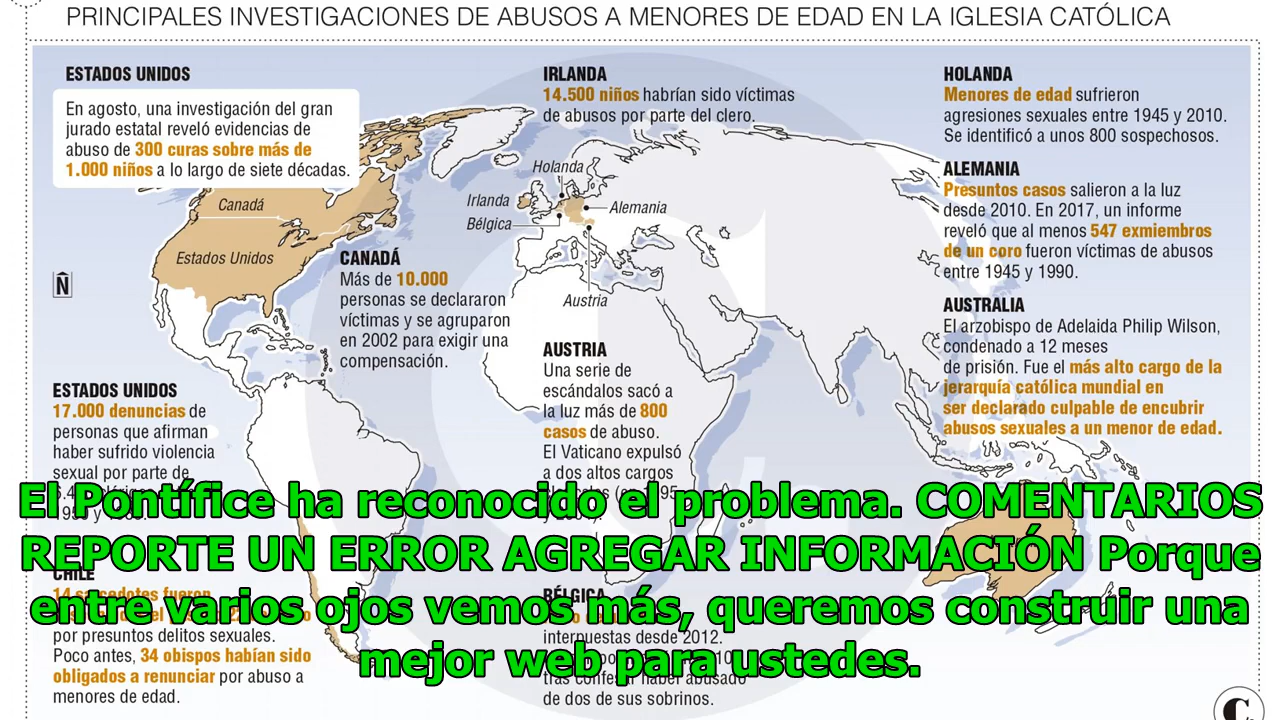 PRINCIPALES INVESTIGACIONES DE ABUSOS A MENORES DE EDAD EN LA IGLESIA CATÓLICA
ESTADOS UNIDOS
En agosto, una investigación del gran
jurado estatal reveló evidencias de
abuso de 300 curas sobre más de
1.000 niños a lo largo de siete décadas.
IRLANDA
14.500 niños habrían sido víctimas
de abusos por parte del clero.
HOLANDA
Menores de edad sufrieron
agresiones sexuales entre 1945 y 2010.
Se identificó a unos 800 sospechosos.
ALEMANIA
Presuntos casos salieron a la luz
desde 2010. En 2017, un informe
reveló que al menos 547 exmiembros
de un coro fueron víctimas de abusos
entre 1945 y 1990.
AUSTRALIA
El arzobispo de Adelaida Philip Wilson,
condenado a 12 meses
de prisión. Fue el más alto cargo de la
jerarquía católica mundial en
ser declarado culpable de encubrir
abusos sexuales a un menor de edad.
Canadá
Estados Unidos
Holanda
Irlanda
Bélgica
Alemania
Austria
N
CANADÁ
Más de 10.000
personas se declararon
víctimas y se agruparon
en 2002 para exigir una
compensación.
AUSTRIA
Una serie de
escándalos sacó a
la luz más de 800
casos de abuso.
El Vaticano expulsó
a dos altos cargos
ESTADOS UNIDOS
17.000 denuncias de
personas que afirman
haber sufrido violencia
sexual por parte de
El Pontífice ha reconocido el problema. COMENTARIOS
REPORTE UN ERROR AGREGAR INFORMACIÓN Porque
entre varios ojos vemos más, queremos construir una
mejor web para ustedes.
CHILE
14 sacerdotes fueron
por presuntos delitos sexuales.
Poco antes, 34 obispos habían sido
obligados a renunciar por abuso a
menores de edad.
BÉLGICA
interpuestas desde 2012.
tras confesar haber abusado
de dos de sus sobrinos.
C